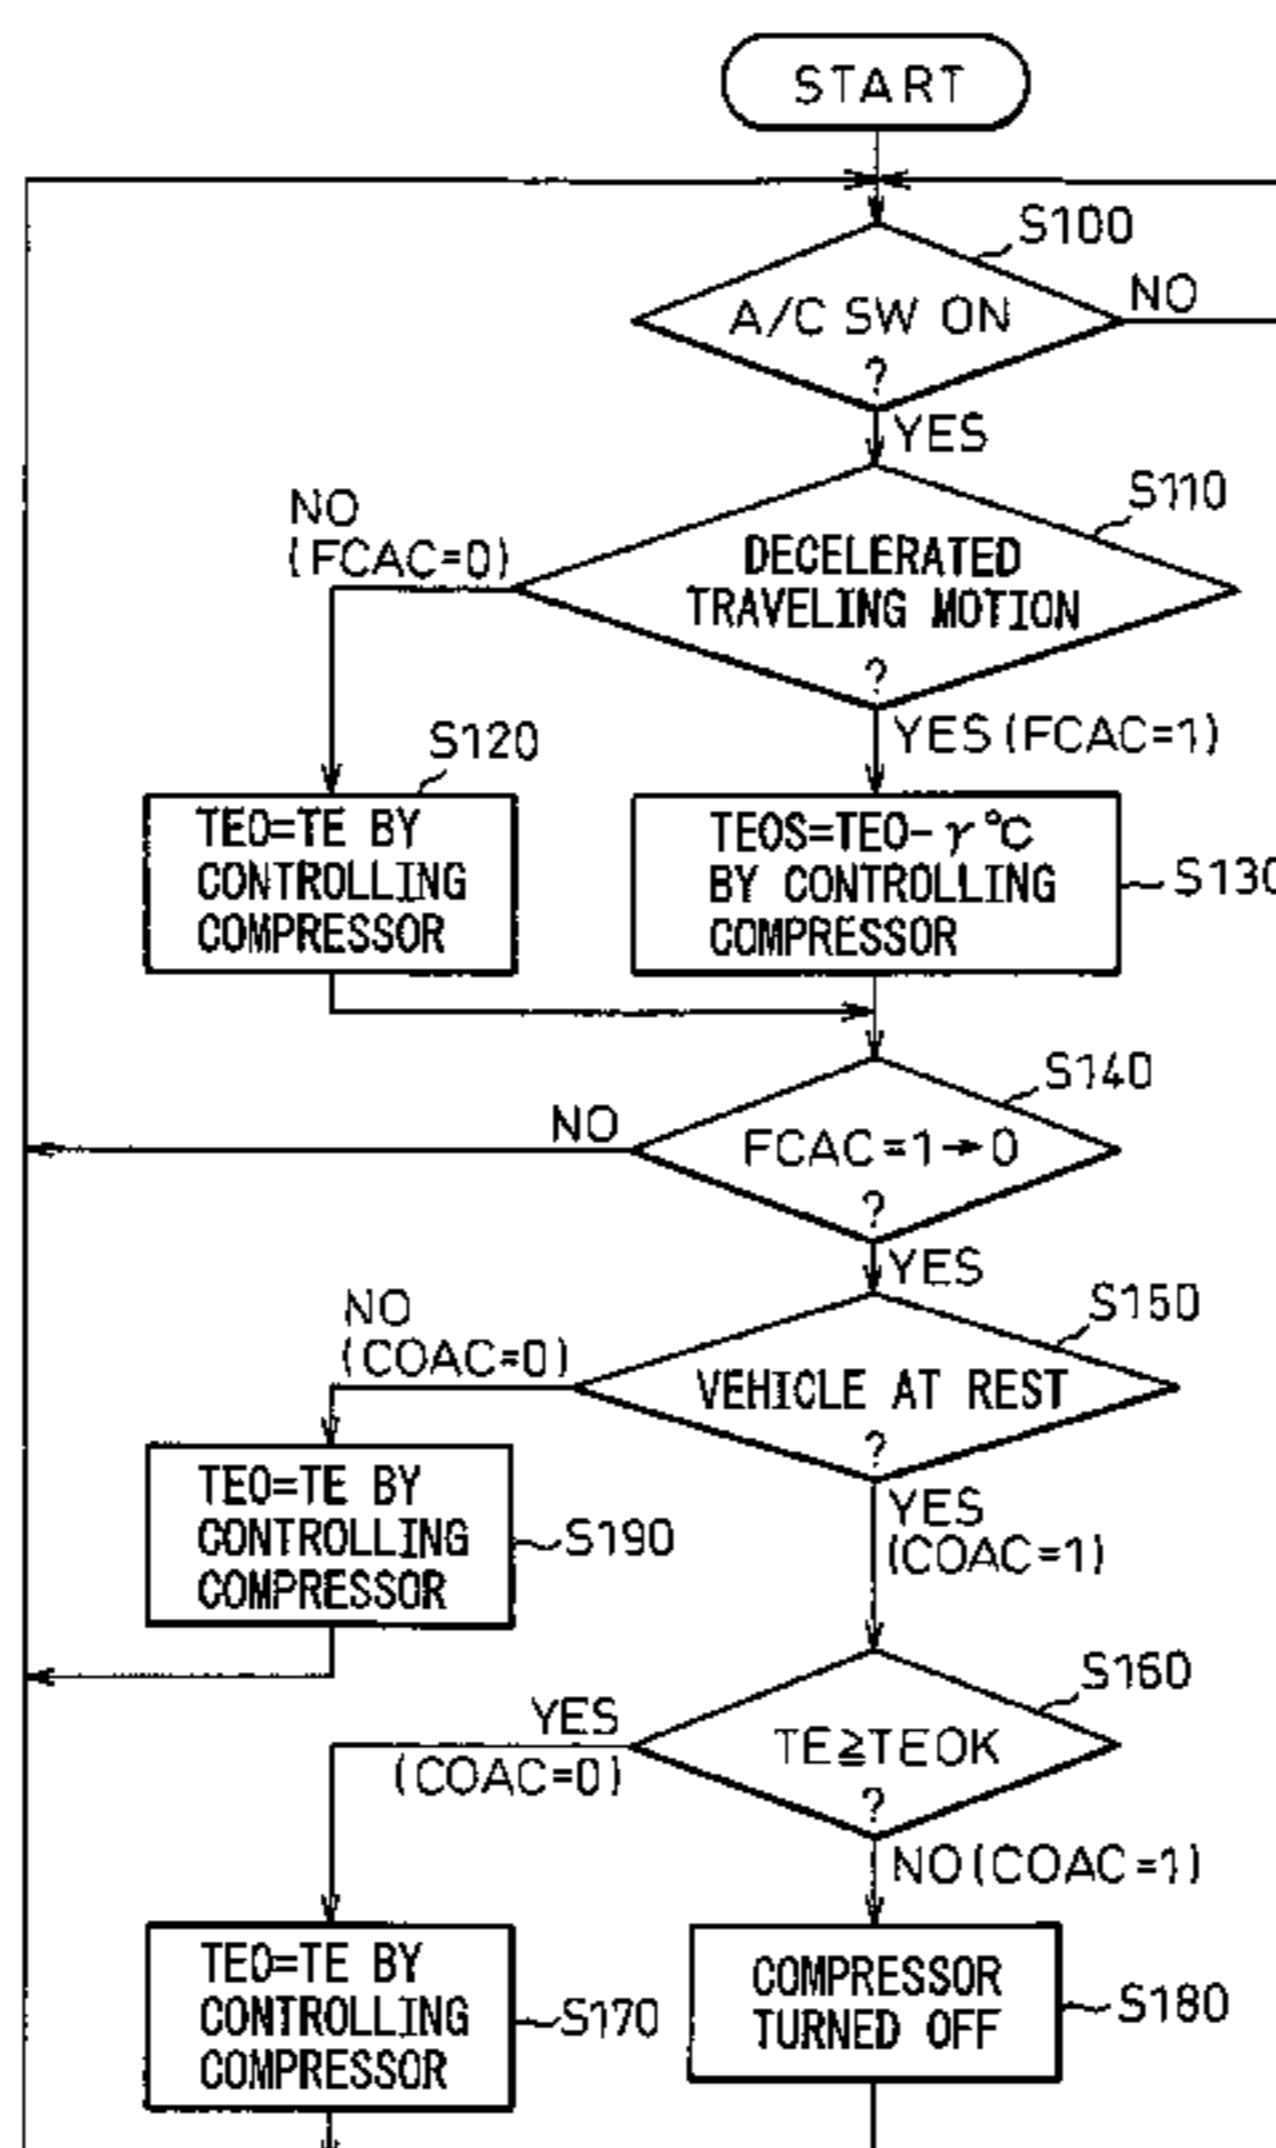 START
S100
A/C SW ON
?
NO
YES
S110
NO
(FCAC=0)
DECELERATED
TRAVELING MOTION
?
YES (FCAC=1)
S120
TEO=TE BY
CONTROLLING
COMPRESSOR
TEOS=TEO-γ°C
BY CONTROLLING
COMPRESSOR
S130
S140
NO
FCAC=1→0
?
YES
S150
NO
(COAC=0)
VEHICLE AT REST
?
YES
(COAC=1)
TEO=TE BY
CONTROLLING
COMPRESSOR
S190
S160
YES
(COAC=0)
TE≧TEOK
?
NO (COAC=1)
TEO=TE BY
CONTROLLING
COMPRESSOR
S170
COMPRESSOR
TURNED OFF
S180